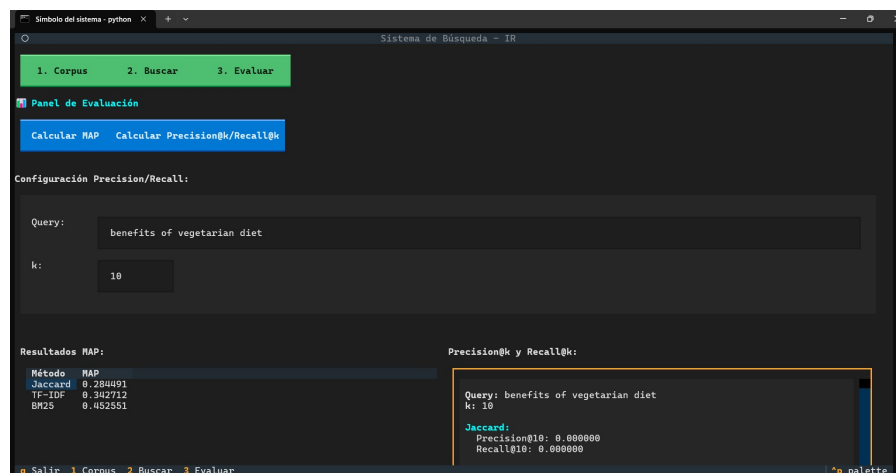 Símbolo del sistema - python
Sistema de Búsqueda - IR
1. Corpus 2. Buscar 3. Evaluar
Panel de Evaluación
Calcular MAP Calcular Precision@k/Recall@k
Configuración Precision/Recall:
Query: benefits of vegetarian diet
k: 10
Resultados MAP:
Método MAP
Jaccard 0.284491
TF-IDF 0.342712
BM25 0.452551
Precision@k y Recall@k:
Query: benefits of vegetarian diet
k: 10
Jaccard:
Precision@10: 0.000000
Recall@10: 0.000000
q Salir 1 Corpus 2 Buscar 3 Evaluar ^p palette